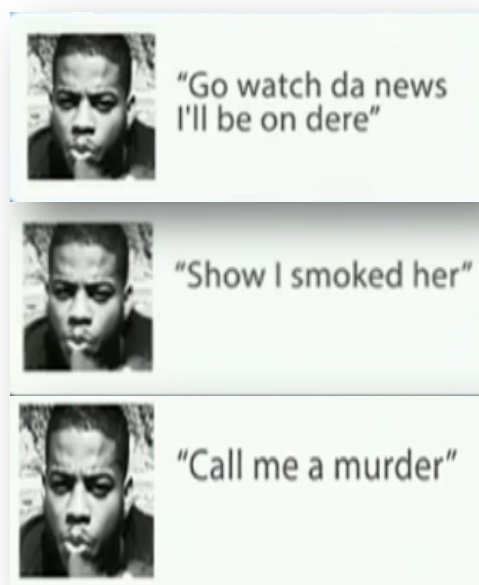 “Go watch da news
I'll be on dere”
“Show I smoked her”
“Call me a murder”